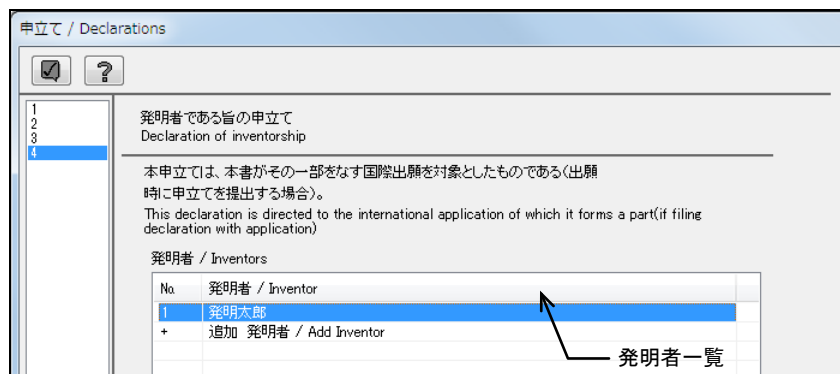 申立て / Declarations
?
1
2
3
4
発明者である旨の申立て
Declaration of inventorship
本申立ては、本書がその一部をなす国際出願を対象としたものである(出願
時に申立てを提出する場合)。
This declaration is directed to the international application of which it forms a part(if filing
declaration with application)
発明者 / Inventors
No. 発明者 / Inventor
1 発明太郎
+ 追加 発明者 / Add Inventor
発明者一覧